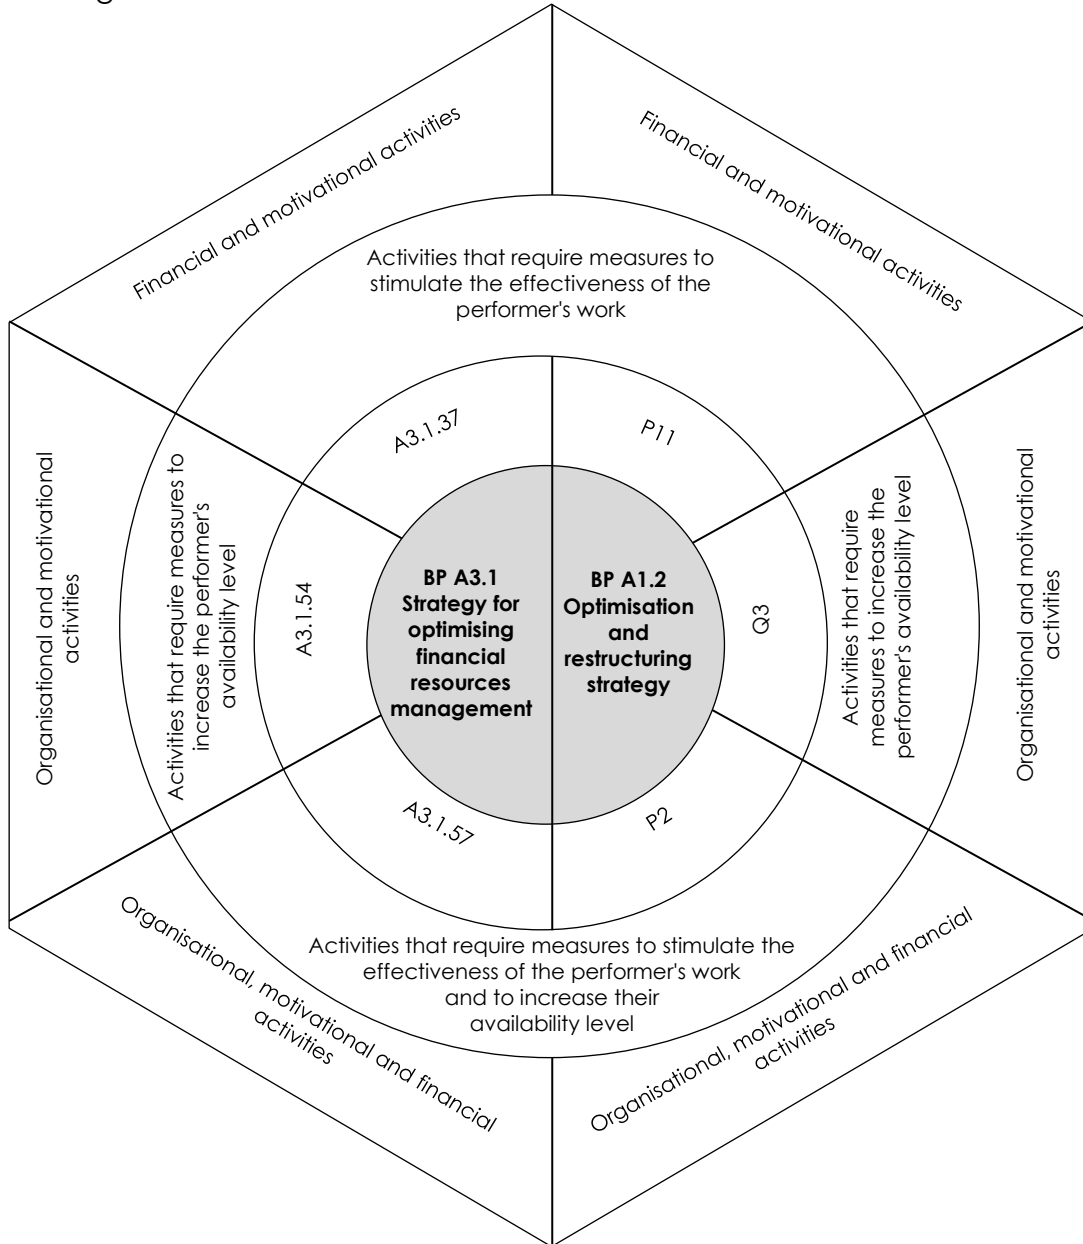 Financial and motivational activities
Financial and motivational activities
Activities that require measures to
stimulate the effectiveness of the
performer's work
A3.1.37
P11
Organisational and motivational
activities
Activities that require measures to
increase the performer's
availability level
A3.1.54
BP A3.1
Strategy for
optimising
financial
resources
management
BP A1.2
Optimisation
and
restructuring
strategy
Q3
Activities that require
measures to increase the
performer's availability level
Organisational and motivational
activities
A3.1.57
P2
Activities that require measures to stimulate the
effectiveness of the performer's work
and to increase their
availability level
Organisational, motivational and financial
activities
Organisational, motivational and financial
activities